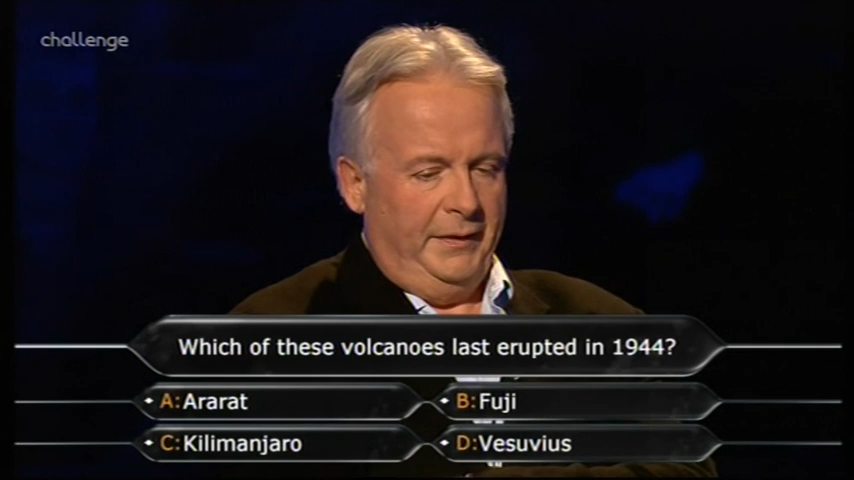 challenge
Which of these volcanoes last erupted in 1944?
A:Ararat
B:Fuji
C:Kilimanjaro
D:Vesuvius